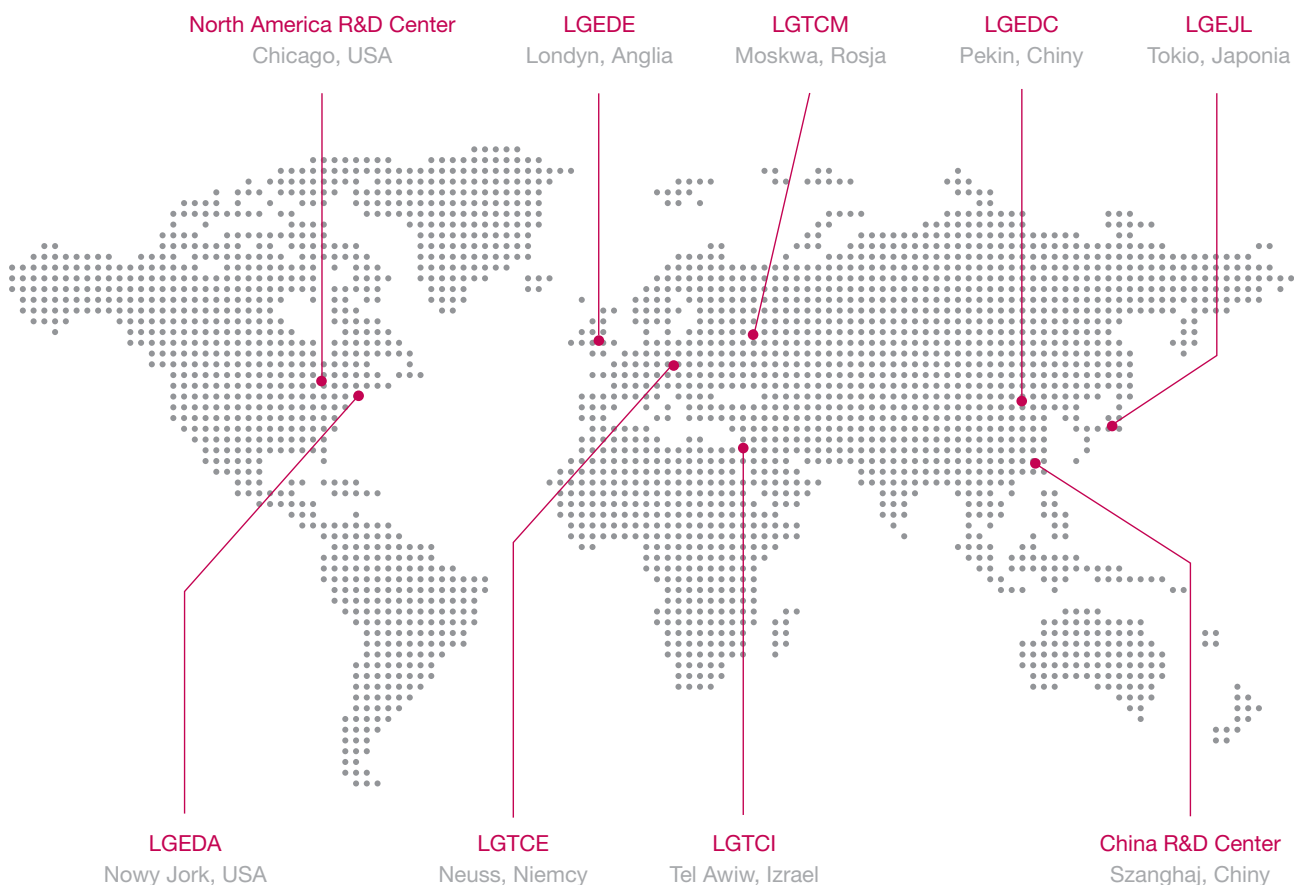 North America R&D Center
Chicago, USA
LGEDE
Londyn, Anglia
LGTCM
Moskwa, Rosja
LGEDC
Pekin, Chiny
LGEJL
Tokio, Japonia
LGEDA
Nowy Jork, USA
LGTCE
Neuss, Niemcy
LGTCI
Tel Awiw, Izrael
China R&D Center
Szanghaj, Chiny